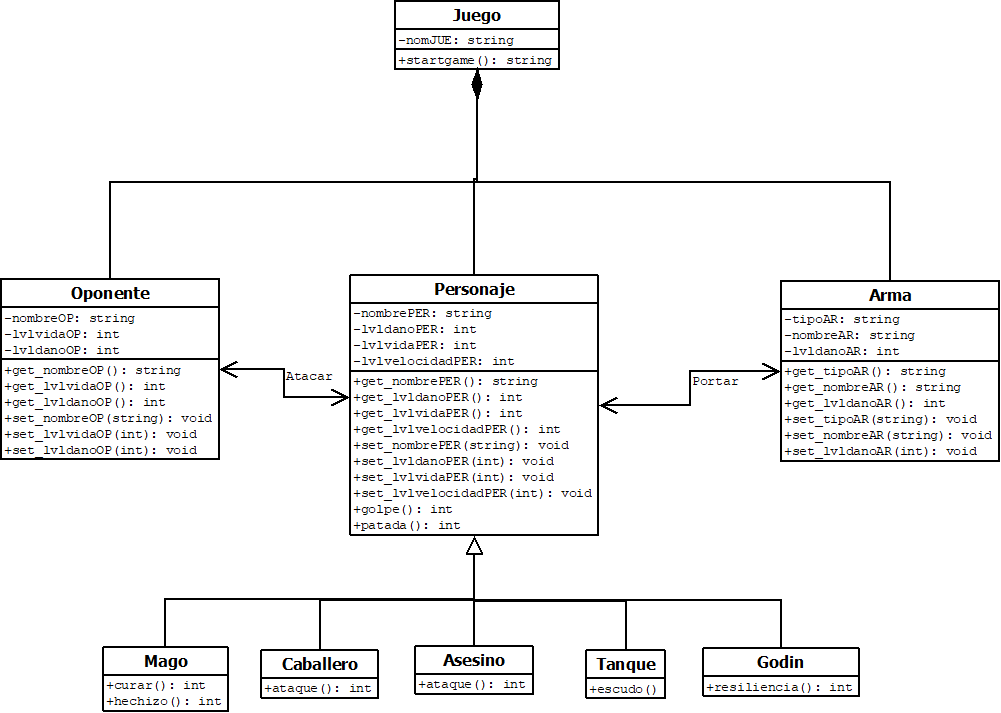 Juego
-nomJUE: string
+startgame(): string
Oponente
-nombreOP: string
-lvlvidaOP: int
-lvldanoOP: int
+get_nombreOP(): string
+get_lvlvidaOP(): int
+get_lvldanoOP(): int
+set_nombreOP(string): void
+set_lvlvidaOP(int): void
+set_lvldanoOP(int): void
Atacar
Personaje
-nombrePER: string
-lvldanoPER: int
-lvlvidaPER: int
-lvlvelocidadPER: int
+get_nombrePER(): string
+get_lvldanoPER(): int
+get_lvlvidaPER(): int
+get_lvlvelocidadPER(): int
+set_nombrePER(string): void
+set_lvldanoPER(int): void
+set_lvlvidaPER(int): void
+set_lvlvelocidadPER(int): void
+golpe(): int
+patada(): int
Portar
Arma
-tipoAR: string
-nombreAR: string
-lvldanoAR: int
+get_tipoAR(): string
+get_nombreAR(): string
+get_lvldanoAR(): int
+set_tipoAR(string): void
+set_nombreAR(string): void
+set_lvldanoAR(int): void
Mago
+curar(): int
+hechizo(): int
Caballero
+ataque(): int
Asesino
+ataque(): int
Tanque
+escudo()
Godin
+resiliencia(): int